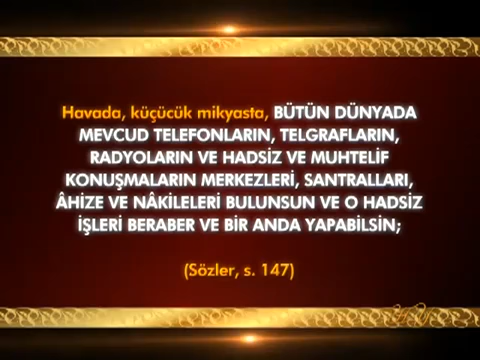 Havada, küçücük mikyasta, BÜTÜN DÜNYADA
MEVCUD TELEFONLARIN, TELGRAFLARIN,
RADYOLARIN VE HADSİZ VE MUHTELİF
KONUŞMALARIN MERKEZLERİ, SANTRALLARI,
ÂHİZE VE NÂKİLELERİ BULUNSUN VE O HADSİZ
İŞLERİ BERABER VE BİR ANDA YAPABİLSİN;
(Sözler, s. 147)